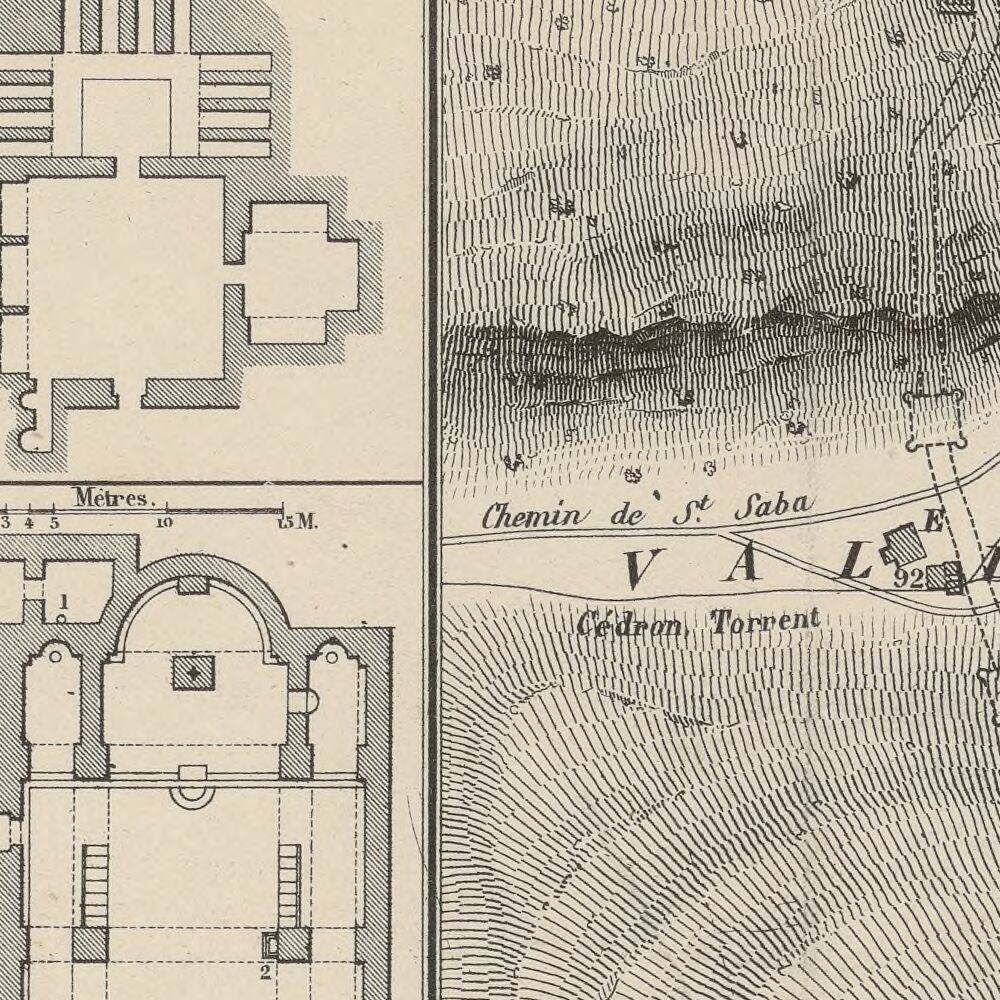 Mètres.
3 4 5 10 15 M.
1
2
Chemin de St. Saba
E
V A L
92
Cédron Torrent